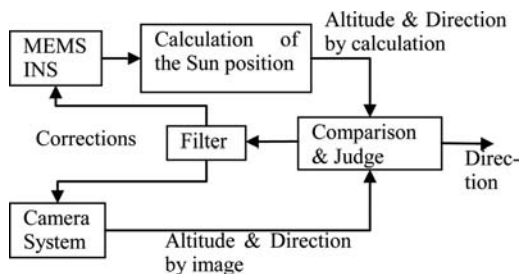 MEMS
INS
Calculation of
the Sun position
Altitude & Direction
by calculation
Corrections
Filter
Comparison
& Judge
Direc-
tion
Camera
System
Altitude & Direction
by image